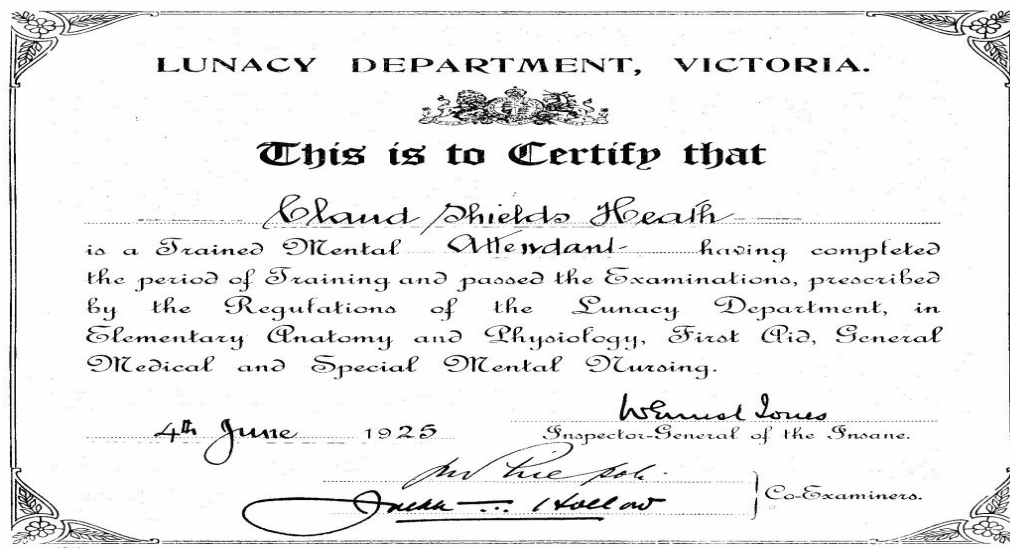 LUNACY DEPARTMENT, VICTORIA.
This is to Certify that
Claud Shields Heath
is a Trained Mental Attendant having completed
the period of Training and passed the Examinations, prescribed
by the Regulations of the Lunacy Department, in
Elementary Anatomy and Physiology, First Aid, General
Medical and Special Mental Nursing.
4th June 1925
W Ernest Jones
Inspector-General of the Insane.
Hollow
Co-Examiners.